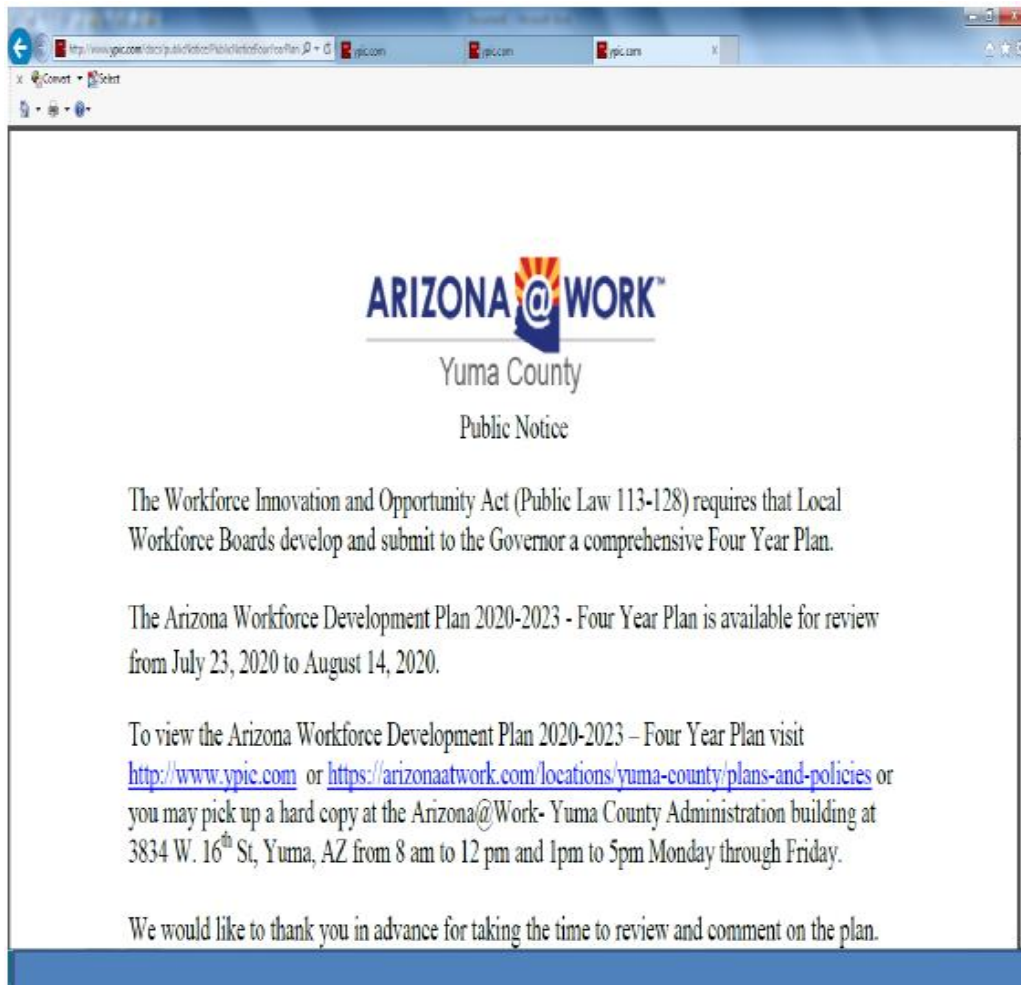 ypic.com
ypic.com
ypic.com
x Convert Select
ARIZONA@WORK™
Yuma County
Public Notice
The Workforce Innovation and Opportunity Act (Public Law 113-128) requires that Local
Workforce Boards develop and submit to the Governor a comprehensive Four Year Plan.
The Arizona Workforce Development Plan 2020-2023 - Four Year Plan is available for review
from July 23, 2020 to August 14, 2020.
To view the Arizona Workforce Development Plan 2020-2023 – Four Year Plan visit
http://www.ypic.com or https://arizonaatwork.com/locations/yuma-county/plans-and-policies or
you may pick up a hard copy at the Arizona@Work- Yuma County Administration building at
3834 W. 16th St, Yuma, AZ from 8 am to 12 pm and 1pm to 5pm Monday through Friday.
We would like to thank you in advance for taking the time to review and comment on the plan.